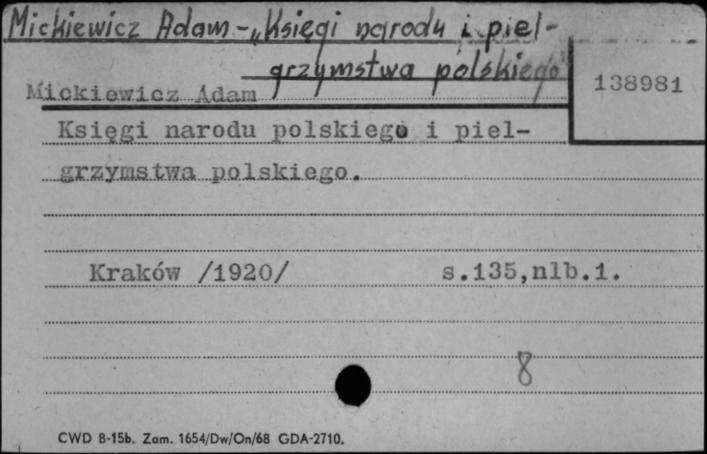 Mickiewicz Adam - „Księgi narodu i piel-
grzymstwa polskiego"
138981
Mickiewicz Adam
Księgi narodu polskiego i piel-
grzymstwa polskiego.
Kraków /1920/ s.135,nlb.1.
8
CWD B-15b. Zam. 1654/Dw/On/68 GDA-2710.